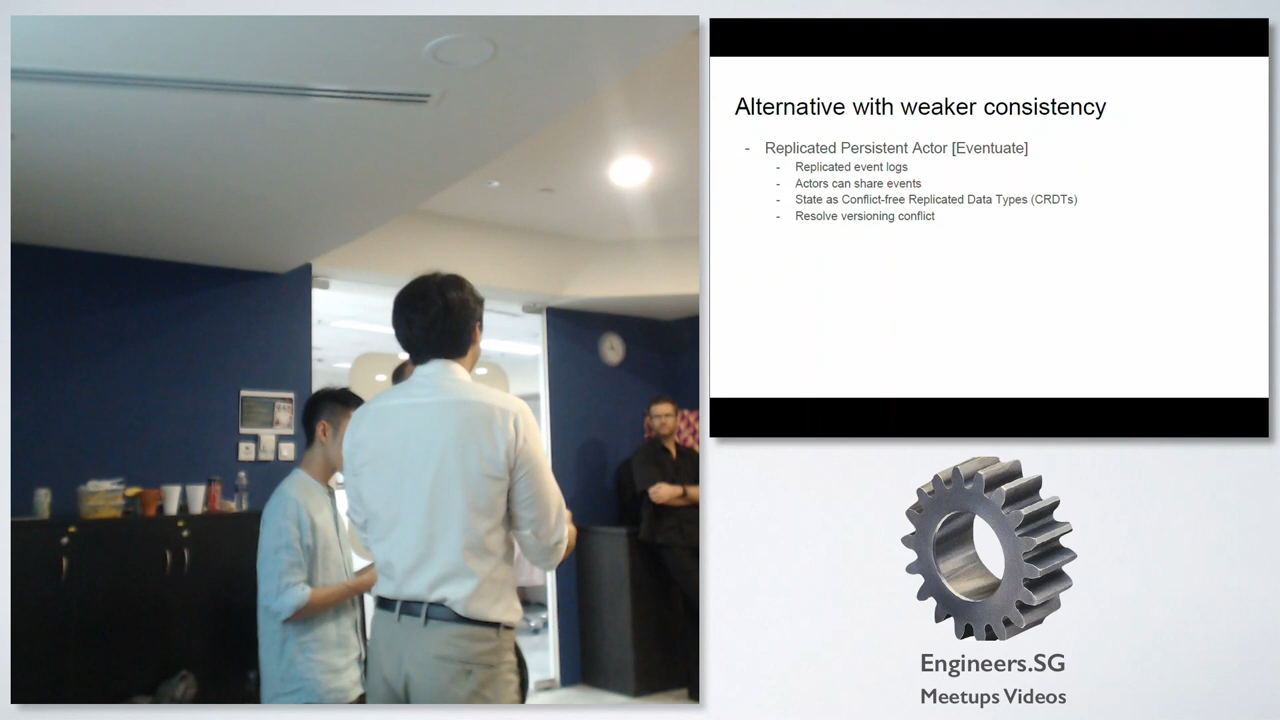 Alternative with weaker consistency
- Replicated Persistent Actor [Eventuate]
- Replicated event logs
- Actors can share events
- State as Conflict-free Replicated Data Types (CRDTs)
- Resolve versioning conflict
Engineers.SG
Meetups Videos